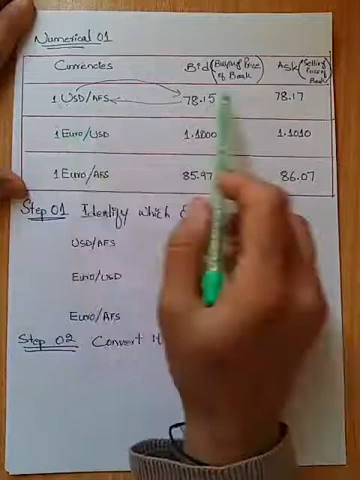 Numerical 01
Currencies Bid (Buying Price of Bank) Ask (Selling Price of Bank)
1 USD/AFS 78.15 78.17
1 Euro/USD 1.1000 1.1010
1 Euro/AFS 85.97 86.07
Step 01 Identify which
USD/AFS
Euro/USD
Euro/AFS
Step 02 Convert